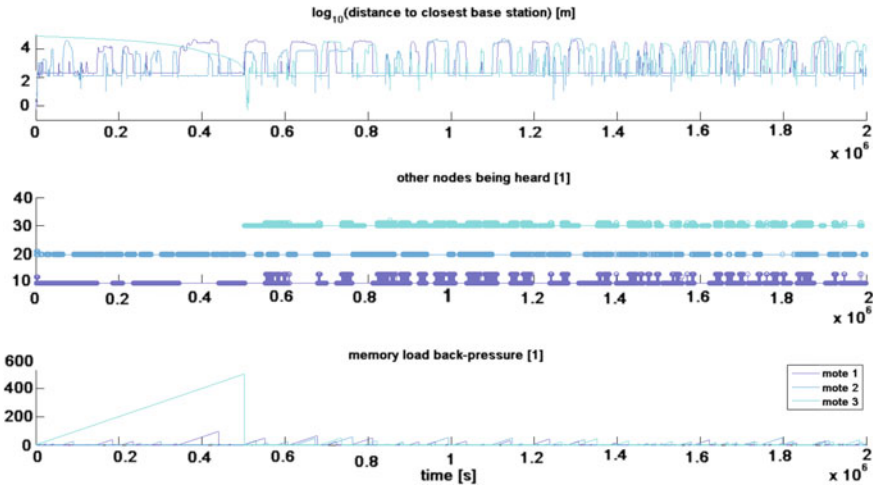 log10(distance to closest base station) [m]
4
2
0
0 0.2 0.4 0.6 0.8 1 1.2 1.4 1.6 1.8 2
x 10^6
other nodes being heard [1]
40
30
20
10
0 0.2 0.4 0.6 0.8 1 1.2 1.4 1.6 1.8 2
x 10^6
memory load back-pressure [1]
600
400
200
0
mote 1
mote 2
mote 3
0 0.2 0.4 0.6 0.8 1 1.2 1.4 1.6 1.8 2
time [s]
x 10^6